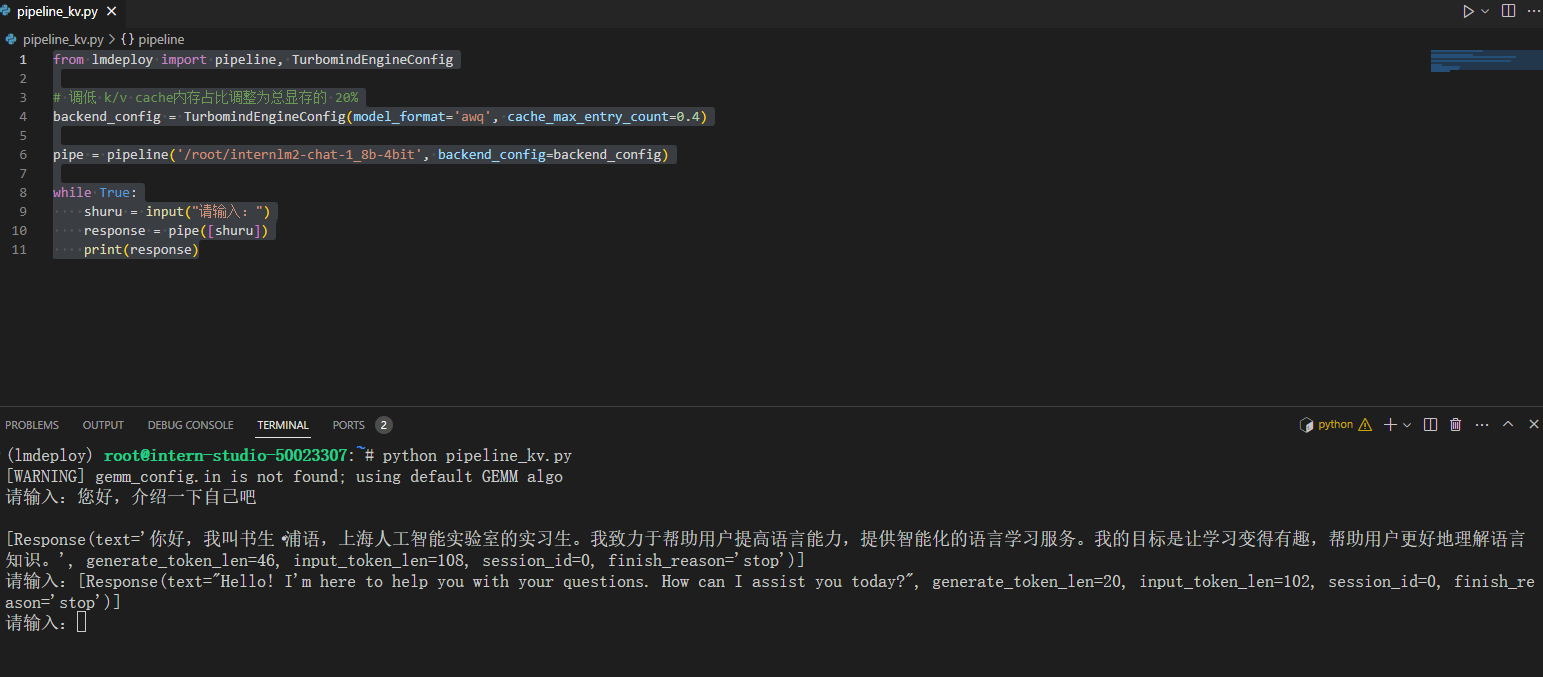 pipeline_kv.py
pipeline_kv.py > {} pipeline
1 from lmdeploy import pipeline, TurbomindEngineConfig
2
3 # 调低 k/v cache内存占比调整为总显存的 20%
4 backend_config = TurbomindEngineConfig(model_format='awq', cache_max_entry_count=0.4)
5
6 pipe = pipeline('/root/internlm2-chat-1_8b-4bit', backend_config=backend_config)
7
8 while True:
9     shuru = input("请输入：")
10     response = pipe([shuru])
11     print(response)
PROBLEMS OUTPUT DEBUG CONSOLE TERMINAL PORTS 2 python
(lmdeploy) root@intern-studio-50023307:~# python pipeline_kv.py
[WARNING] gemm_config.in is not found; using default GEMM algo
请输入：您好，介绍一下自己吧
[Response(text='你好，我叫书生·浦语，上海人工智能实验室的实习生。我致力于帮助用户提高语言能力，提供智能化的语言学习服务。我的目标是让学习变得有趣，帮助用户更好地理解语言
知识。', generate_token_len=46, input_token_len=108, session_id=0, finish_reason='stop')]
请输入：[Response(text="Hello! I'm here to help you with your questions. How can I assist you today?", generate_token_len=20, input_token_len=102, session_id=0, finish_re
ason='stop')]
请输入：